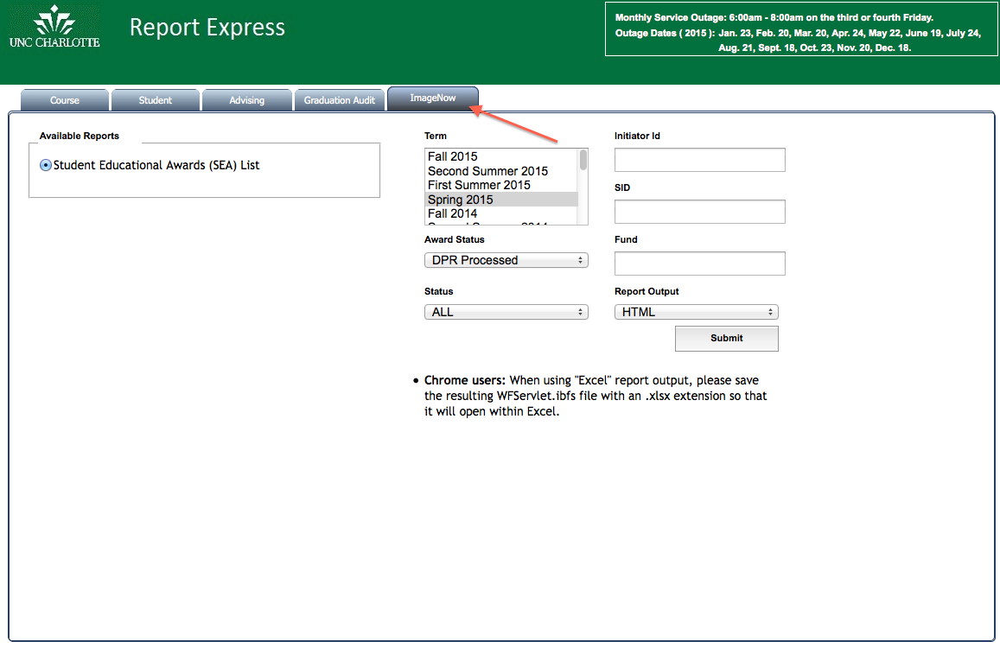 UNC CHARLOTTE
Report Express
Monthly Service Outage: 6:00am - 8:00am on the third or fourth Friday.
Outage Dates ( 2015 ): Jan. 23, Feb. 20, Mar. 20, Apr. 24, May 22, June 19, July 24,
Aug. 21, Sept. 18, Oct. 23, Nov. 20, Dec. 18.
Course
Student
Advising
Graduation Audit
ImageNow
Available Reports
Student Educational Awards (SEA) List
Term
Fall 2015
Second Summer 2015
First Summer 2015
Spring 2015
Fall 2014
Award Status
DPR Processed
Status
ALL
Initiator Id
SID
Fund
Report Output
HTML
Submit
• Chrome users: When using "Excel" report output, please save
the resulting WFServlet.ibfs file with an .xlsx extension so that
it will open within Excel.